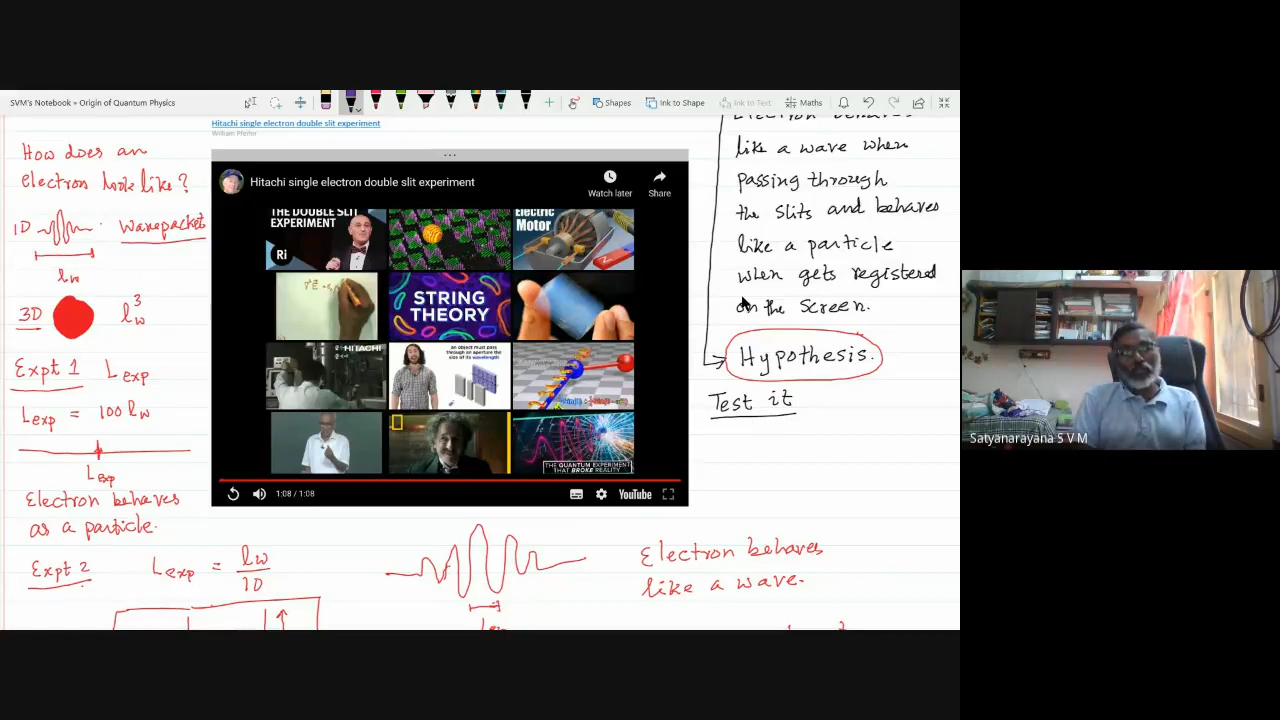 SVM's Notebook » Origin of Quantum Physics
Shapes
Ink to Shape
Ink to Text
Maths
Hitachi single electron double slit experiment
William Pfeifer
How does an
electron look like?
1D
Wavepacket
lw
3D
lw³
Expt 1 Lexp
Lexp = 100 lw
Lexp
Electron behaves
as a particle.
Expt 2 Lexp = lw
10
Hitachi single electron double slit experiment
Watch later
Share
THE DOUBLE SLIT
EXPERIMENT
Ri
Electric
Motor
STRING
THEORY
HITACHI
an object must pass
through an aperture the
size of its wavelength
THE QUANTUM EXPERIMENT
THAT BROKE REALITY
1:08 / 1:08
YouTube
Electron behaves
like a wave when
passing through
the slits and behaves
like a particle
when gets registered
on the screen.
Hypothesis.
Test it
Electron behaves
like a wave.
Satyanarayana S V M